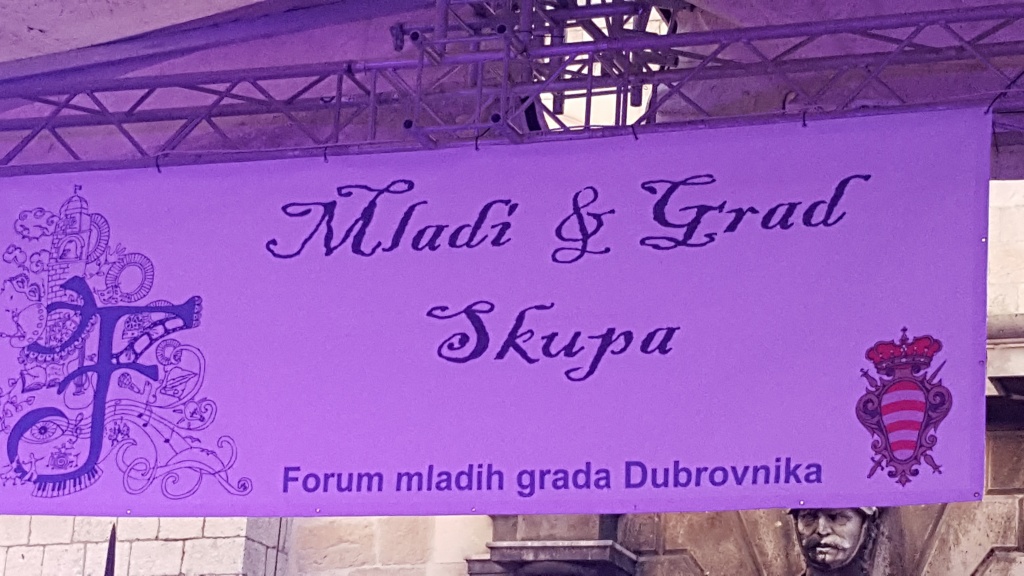 Mladi & Grad
Skupa
Forum mladih grada Dubrovnika